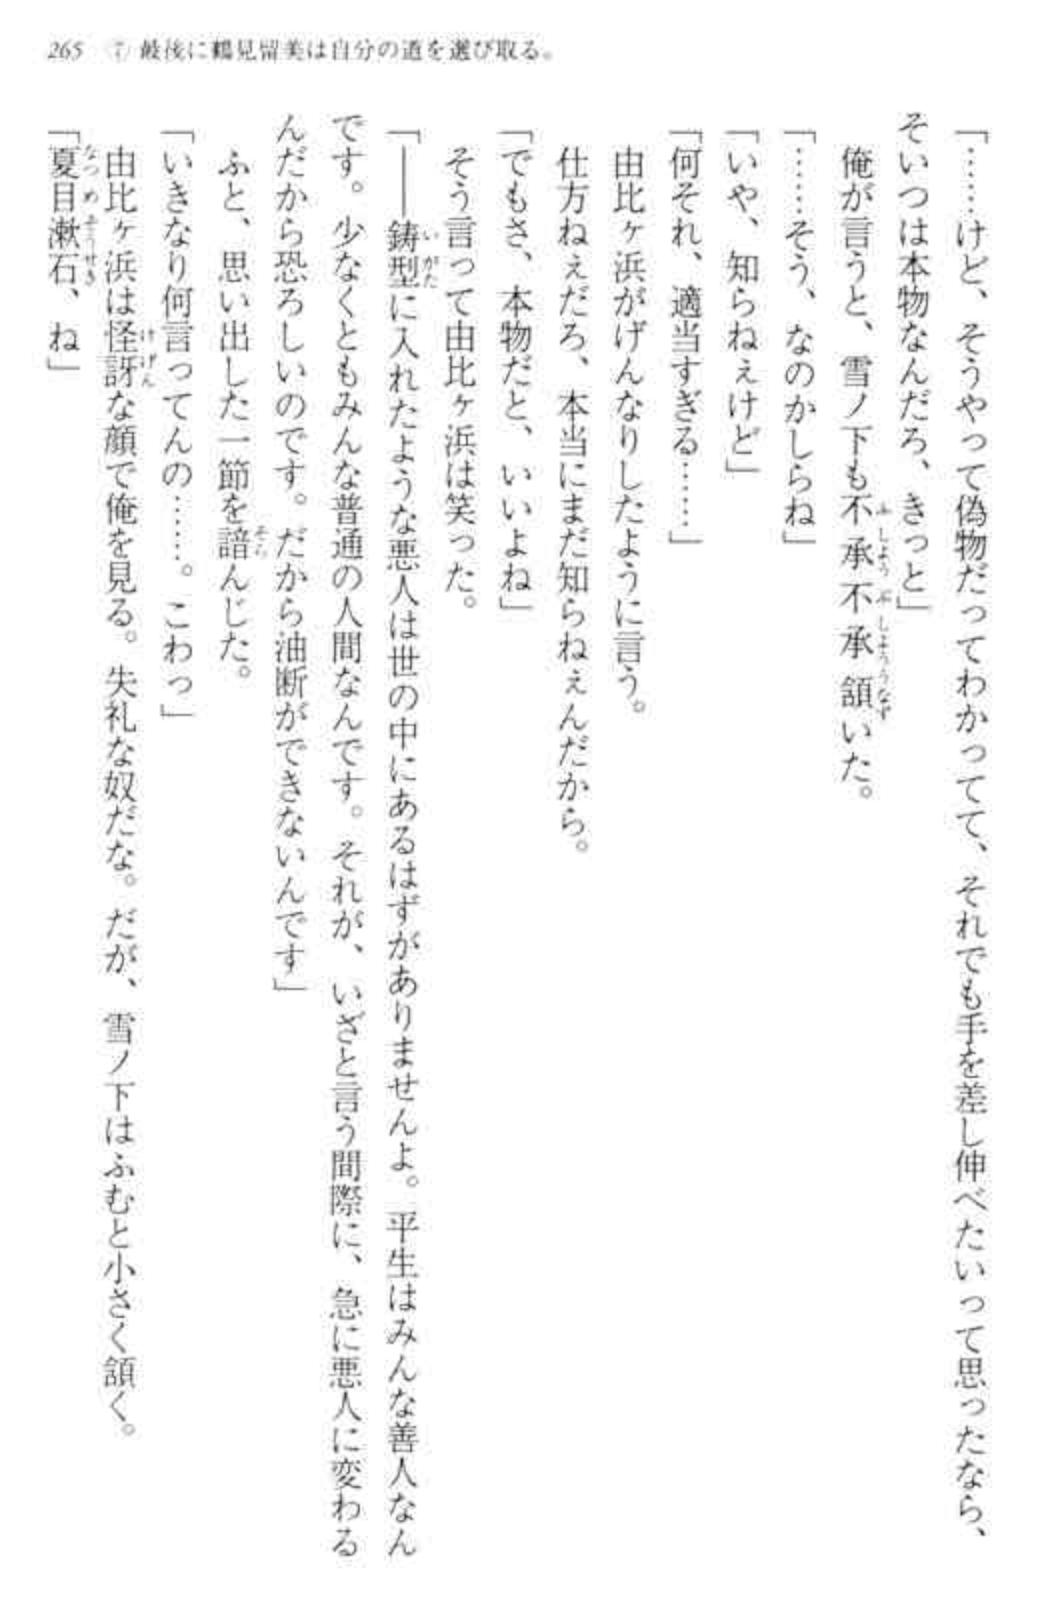 265 ⑦ 最後に鶴見留美は自分の道を選び取る。
「……けど、そうやって偽物だってわかってて、それでも手を差し伸べたいって思ったなら、
そいつは本物なんだろ、きっと」
俺が言うと、雪ノ下も不承不承頷いた。
「……そう、なのかしらね」
「いや、知らねぇけど」
「何それ、適当すぎる……」
由比ヶ浜がげんなりしたように言う。
仕方ねぇだろ、本当にまだ知らねぇんだから。
「でもさ、本物だと、いいよね」
そう言って由比ヶ浜は笑った。
「――鋳型に入れたような悪人は世の中にあるはずがありませんよ。平生はみんな善人なん
です。少なくともみんな普通の人間なんです。それが、いざと言う間際に、急に悪人に変わる
んだから恐ろしいのです。だから油断ができないんです」
ふと、思い出した一節を諳んじた。
「いきなり何言ってんの……。こわっ」
由比ヶ浜は怪訝な顔で俺を見る。失礼な奴だな。だが、雪ノ下はふむと小さく頷く。
「夏目漱石、ね」